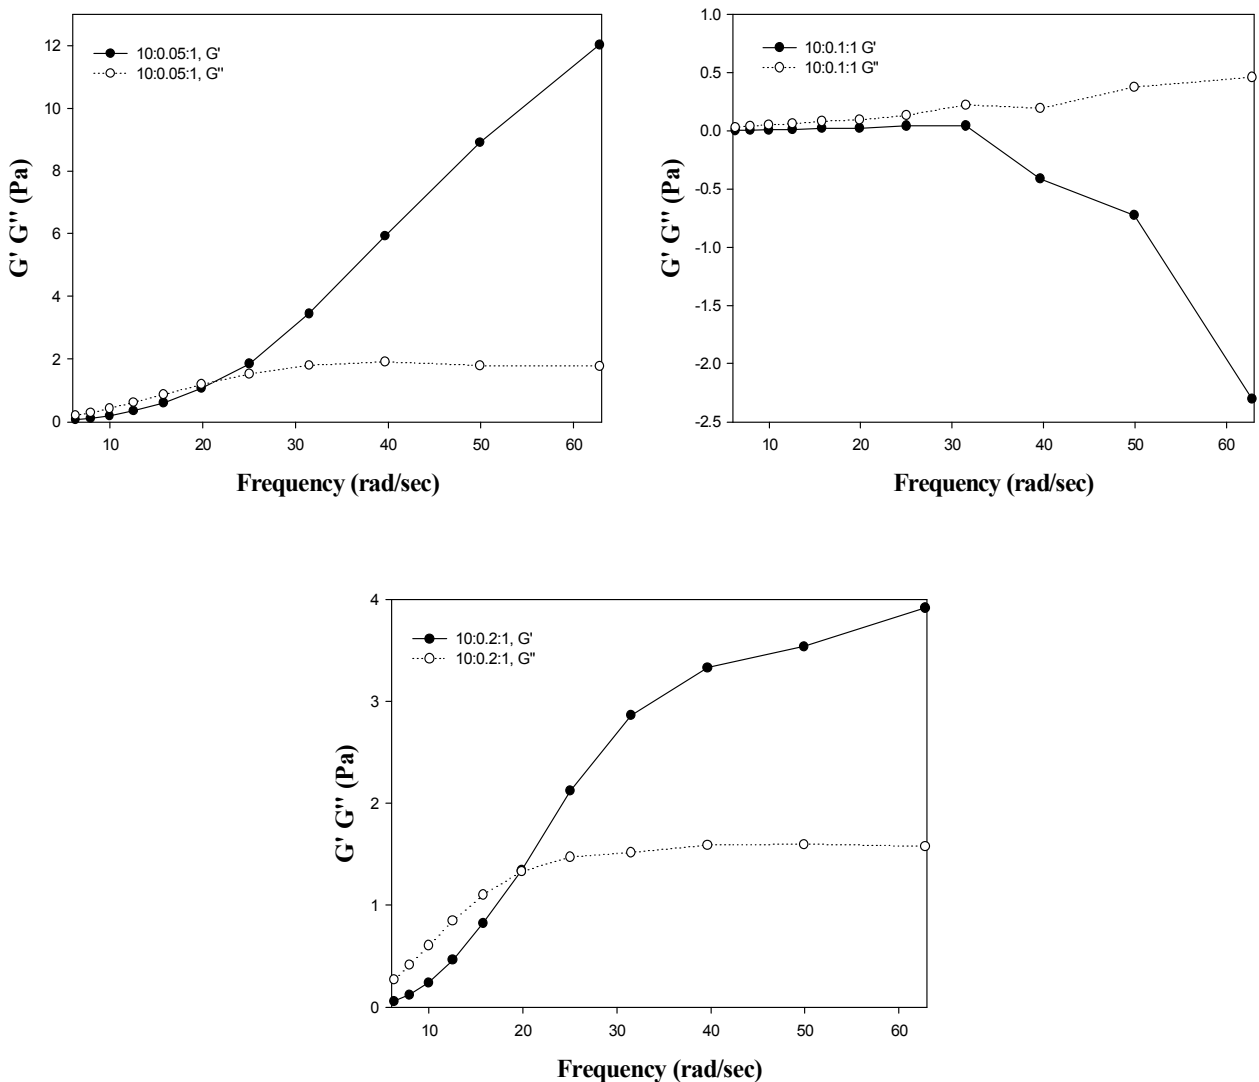 10:0.05:1, G'
10:0.05:1, G''
12
10
8
6
4
2
0
G' G'' (Pa)
10 20 30 40 50 60
Frequency (rad/sec)
10:0.1:1 G'
10:0.1:1 G''
1.0
0.5
0.0
-0.5
-1.0
-1.5
-2.0
-2.5
G' G'' (Pa)
10 20 30 40 50 60
Frequency (rad/sec)
10:0.2:1, G'
10:0.2:1, G''
4
3
2
1
0
G' G'' (Pa)
10 20 30 40 50 60
Frequency (rad/sec)